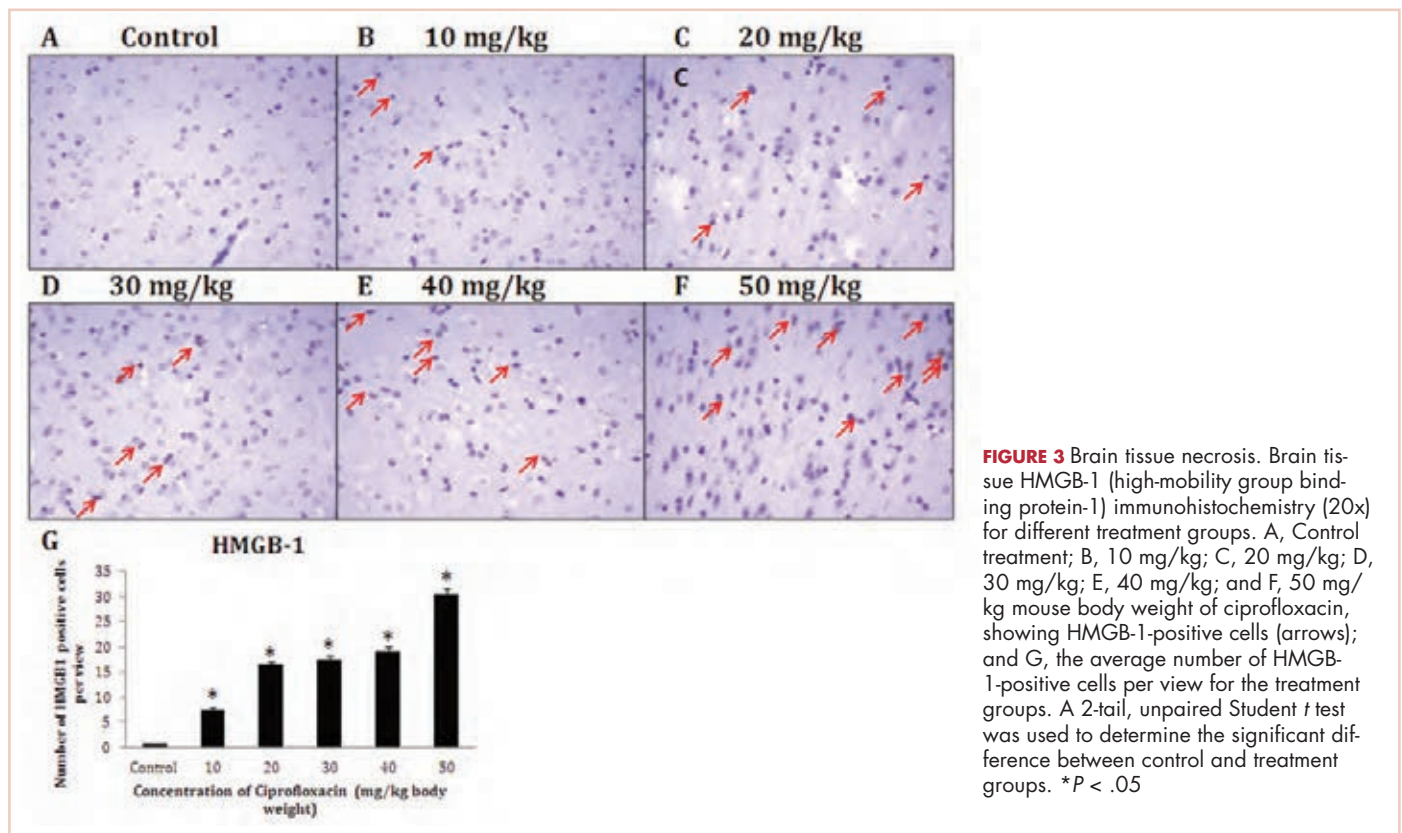 A Control
B 10 mg/kg
C 20 mg/kg
C
D 30 mg/kg
E 40 mg/kg
F 50 mg/kg
G HMGB-1
Number of HMGB1 positive cells
per view
35
30
25
20
15
10
5
0
*
*
*
*
*
Control 10 20 30 40 50
Concentration of Ciprofloxacin (mg/kg body
weight)
FIGURE 3 Brain tissue necrosis. Brain tis-
sue HMGB-1 (high-mobility group bind-
ing protein-1) immunohistochemistry (20x)
for different treatment groups. A, Control
treatment; B, 10 mg/kg; C, 20 mg/kg; D,
30 mg/kg; E, 40 mg/kg; and F, 50 mg/
kg mouse body weight of ciprofloxacin,
showing HMGB-1-positive cells (arrows);
and G, the average number of HMGB-
1-positive cells per view for the treatment
groups. A 2-tail, unpaired Student t test
was used to determine the significant dif-
ference between control and treatment
groups. *P < .05